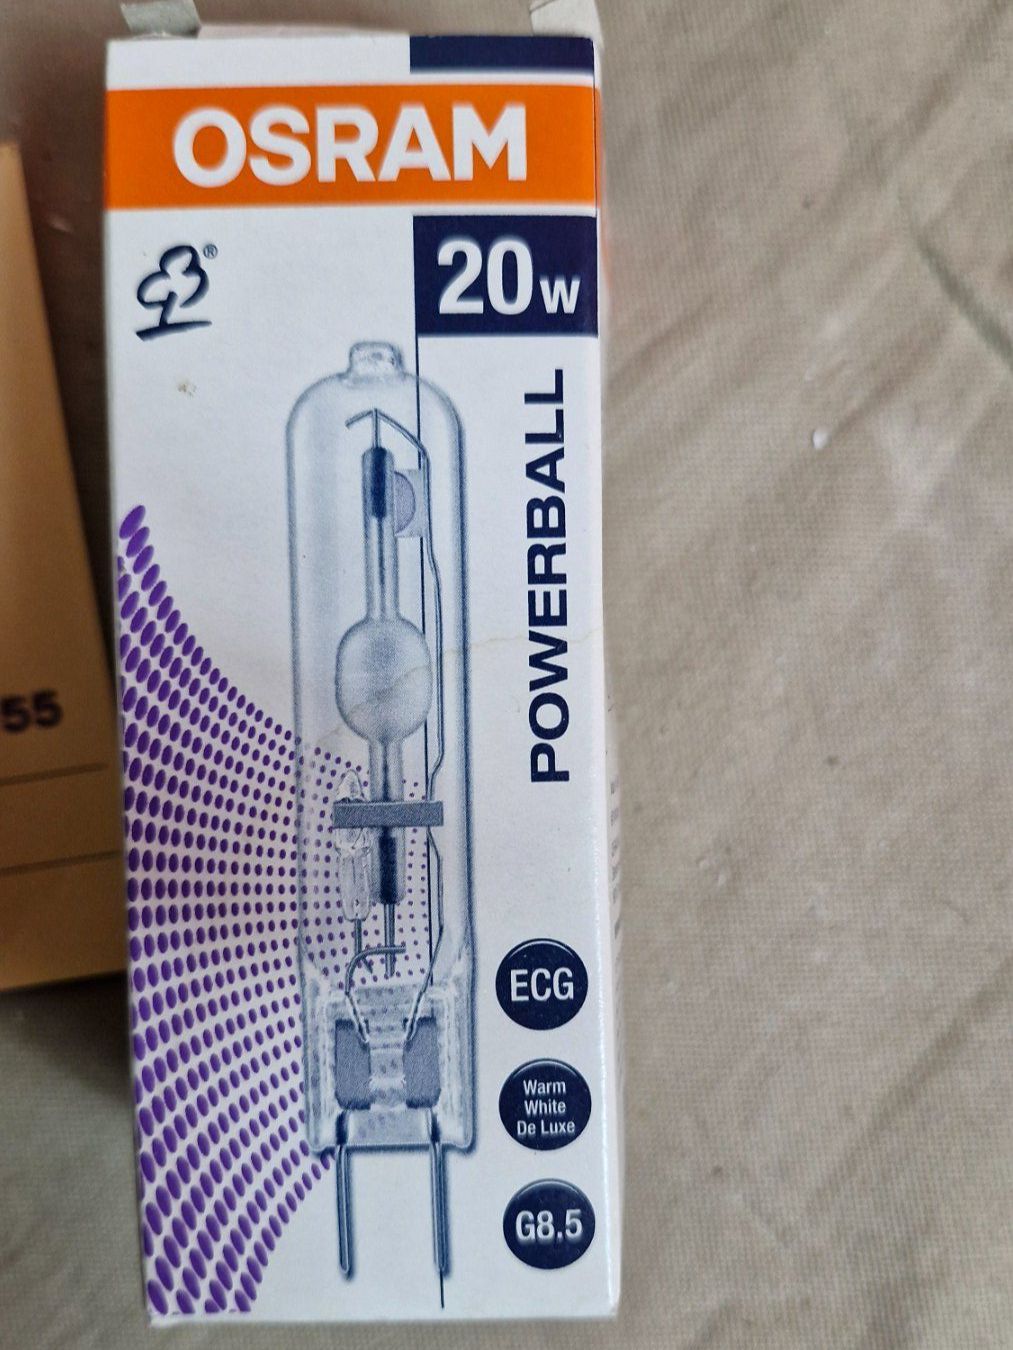 OSRAM
®
20W
POWERBALL
55
ECG
Warm
White
De Luxe
G8,5